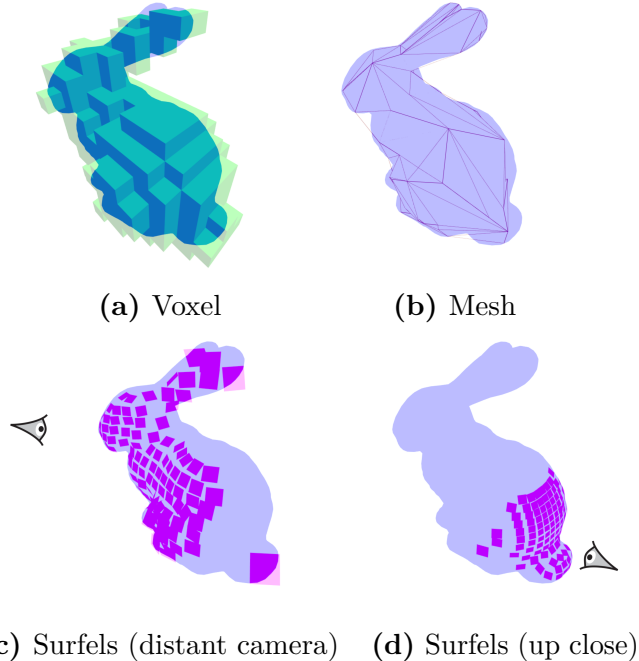 (a) Voxel
(b) Mesh
c) Surfels (distant camera)
(d) Surfels (up close)